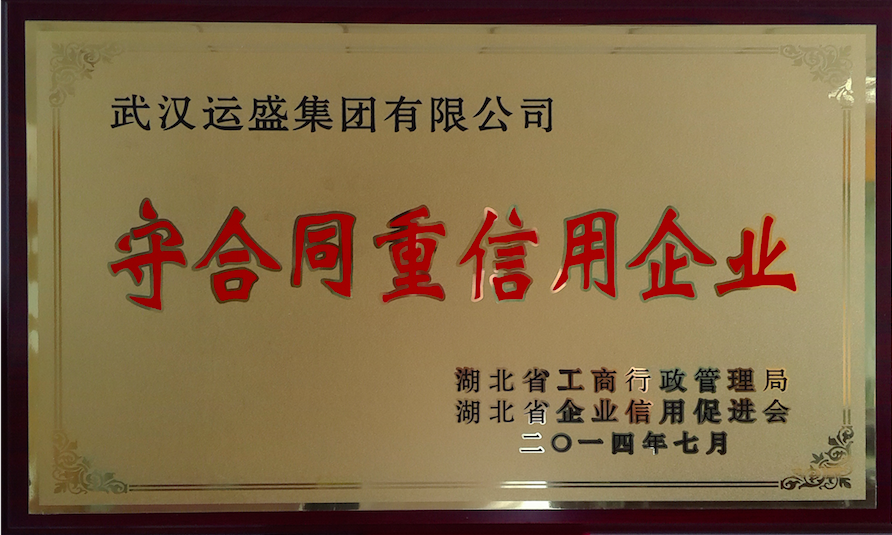 武汉运盛集团有限公司
守合同重信用企业
湖北省工商行政管理局
湖北省企业信用促进会
二〇一四年七月